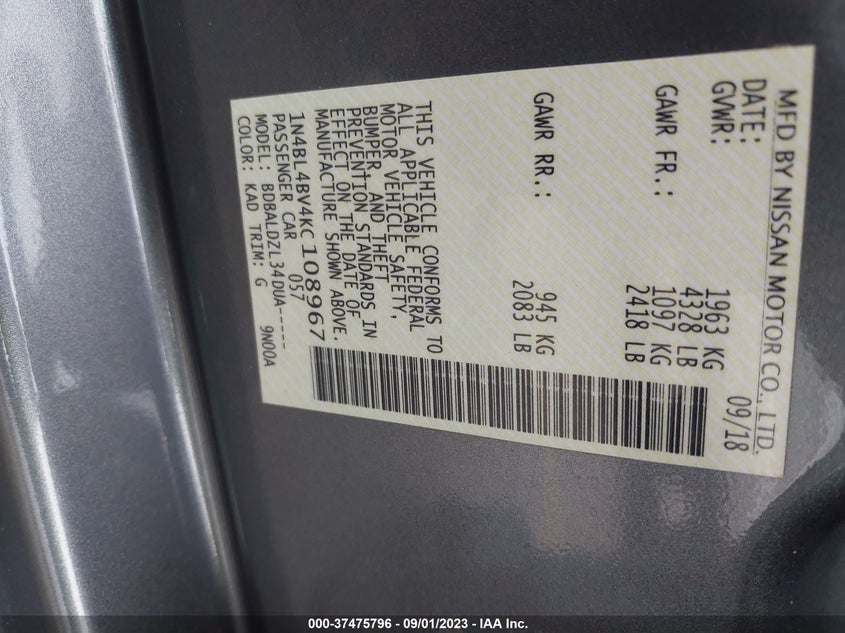 MFD BY NISSAN MOTOR CO., LTD.
DATE: 09/18
GVWR: 1963 KG
4328 LB
GAWR FR.: 1097 KG
2418 LB
GAWR RR.: 945 KG
2083 LB
THIS VEHICLE CONFORMS TO
ALL APPLICABLE FEDERAL
MOTOR VEHICLE SAFETY,
BUMPER, AND THEFT
PREVENTION STANDARDS IN
EFFECT ON THE DATE OF
MANUFACTURE SHOWN ABOVE.
1N4BL4BV4KC108967
PASSENGER CAR 057
MODEL: BDBALDZL34DUA-----
COLOR: KAD TRIM: G 9N00A
000-37475796 - 09/01/2023 - IAA Inc.